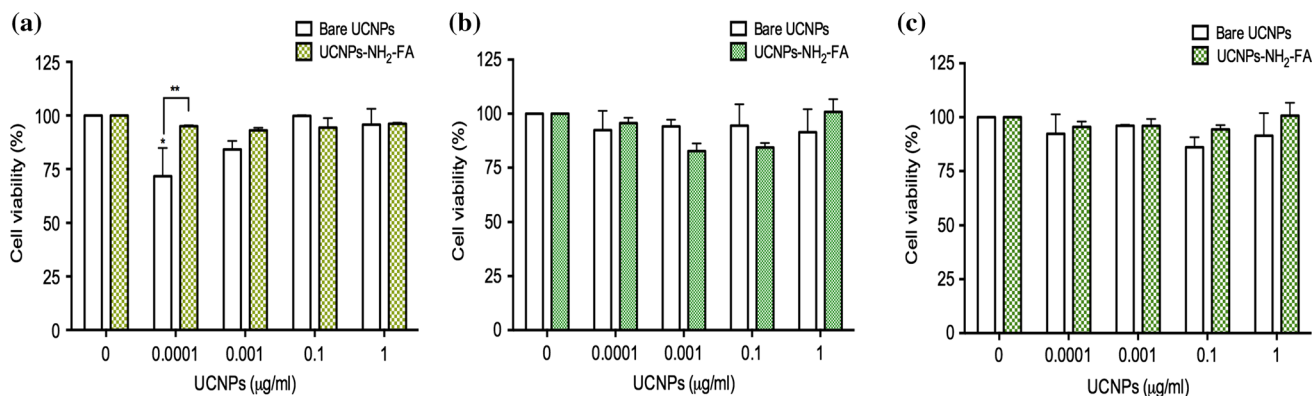 (a)
Bare UCNPs
UCNPs-NH2-FA
Cell viability (%)
125
100
75
50
25
0
**
*
0 0.0001 0.001 0.1 1
UCNPs (μg/ml)
(b)
Bare UCNPs
UCNPs-NH2-FA
Cell viability (%)
125
100
75
50
25
0
0 0.0001 0.001 0.1 1
UCNPs (μg/ml)
(c)
Bare UCNPs
UCNPs-NH2-FA
Cell viability (%)
125
100
75
50
25
0
0 0.0001 0.001 0.1 1
UCNPs (μg/ml)